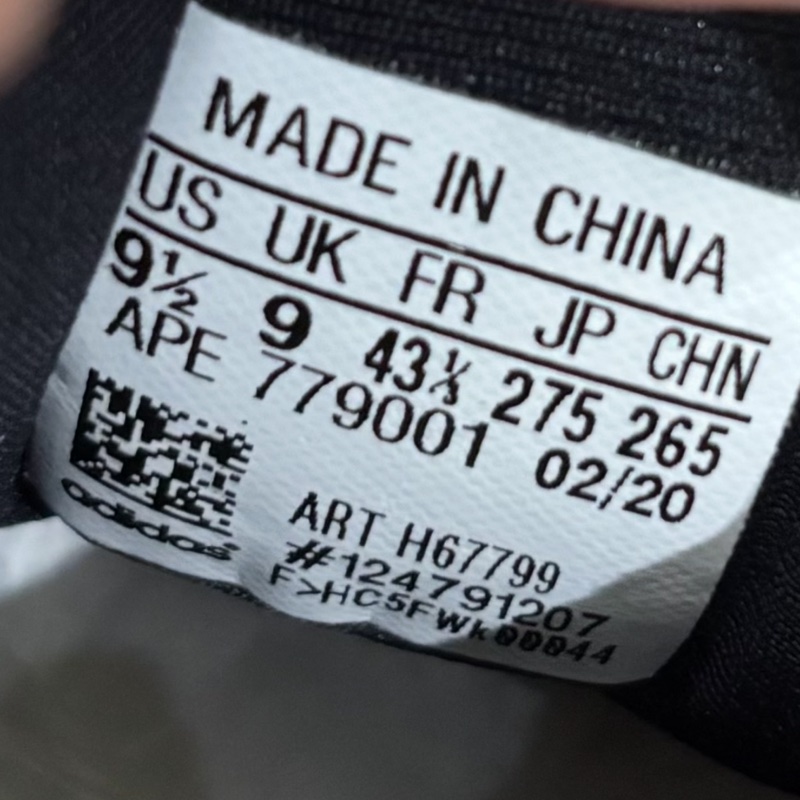 MADE IN CHINA
US UK FR JP CHN
9½ 9 43⅓ 275 265
APE 779001 02/20
adidas
ART H67799
#124791207
F>HC5FWk00044